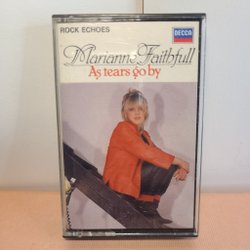 ROCK ECHOES
DECCA
Marianne Faithfull
As tears go by